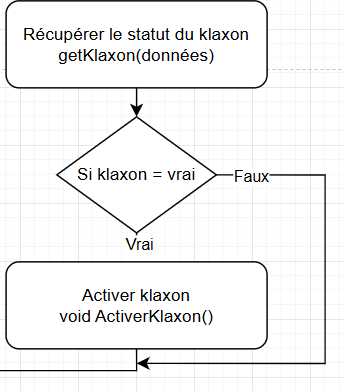 Récupérer le statut du klaxon
getKlaxon(données)
Si klaxon = vrai
Faux
Vrai
Activer klaxon
void ActiverKlaxon()